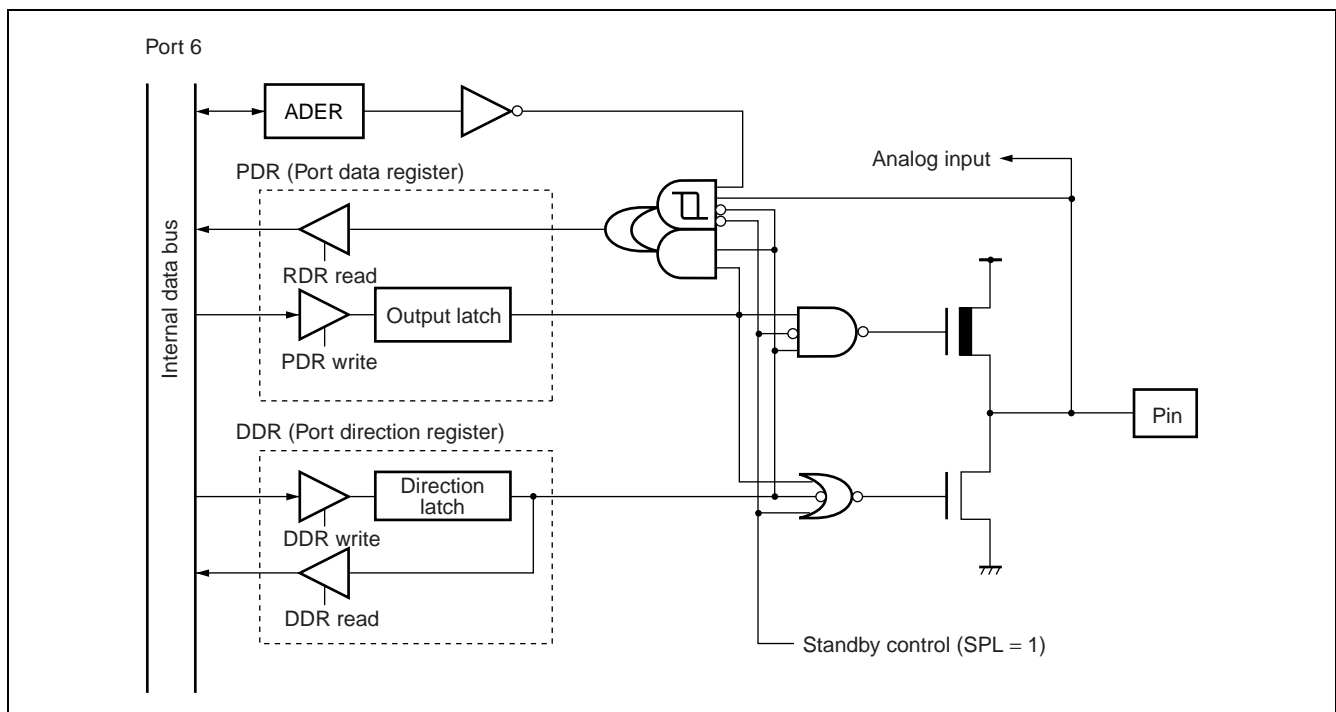 Port 6
ADER
Analog input
PDR (Port data register)
Internal data bus
RDR read
Output latch
PDR write
Pin
DDR (Port direction register)
Direction
latch
DDR write
DDR read
Standby control (SPL = 1)